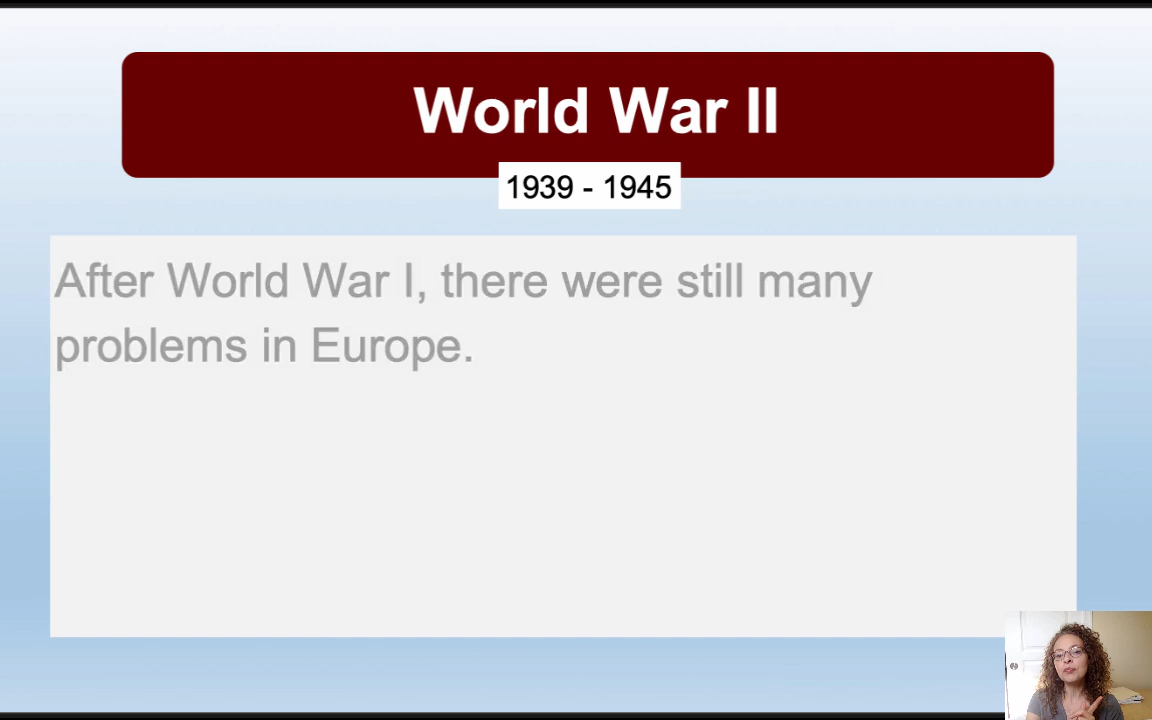 World War II
1939 - 1945
After World War I, there were still many
problems in Europe.